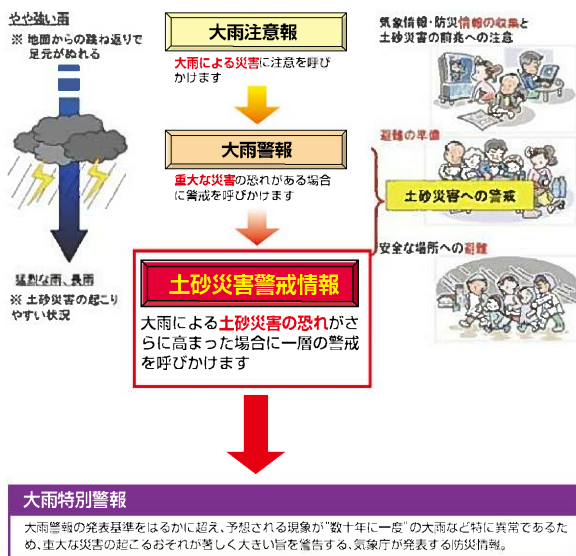 やや強い雨
※ 地面からの跳ね返りで
足元がぬれる
猛烈な雨、長雨
※ 土砂災害の起こり
やすい状況
大雨注意報
大雨による災害に注意を呼び
かけます
大雨警報
重大な災害の恐れがある場合
に警戒を呼びかけます
土砂災害警戒情報
大雨による土砂災害の恐れがさ
らに高まった場合に一層の警戒
を呼びかけます
気象情報・防災情報の収集と
土砂災害の前兆への注意
避難の準備
土砂災害への警戒
安全な場所への避難
大雨特別警報
大雨警報の発表基準をはるかに超え、予想される現象が"数十年に一度"の大雨など特に異常であるた
め、重大な災害の起こるおそれが著しく大きい旨を警告する、気象庁が発表する防災情報。